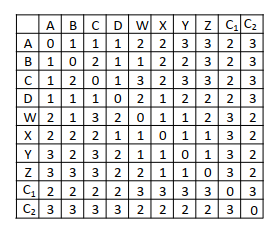 A B C D W X Y Z C1 C2
A 0 1 1 1 2 2 3 3 2 3
B 1 0 2 1 1 2 2 3 2 3
C 1 2 0 1 3 2 3 3 2 3
D 1 1 1 0 2 1 2 2 2 3
W 2 1 3 2 0 1 1 2 3 2
X 2 2 2 1 1 0 1 1 3 2
Y 3 2 3 2 1 1 0 1 3 2
Z 3 3 3 2 2 1 1 0 3 2
C1 2 2 2 2 3 3 3 3 0 3
C2 3 3 3 3 2 2 2 2 3 0